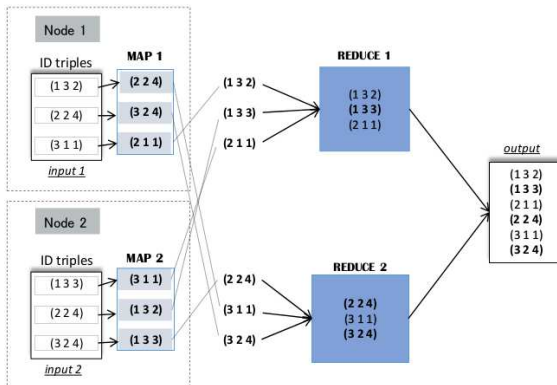 Node 1
ID triples
(1 3 2)
(2 2 4)
(3 1 1)
input 1
MAP 1
(2 2 4)
(3 2 4)
(2 1 1)
Node 2
ID triples
(1 3 3)
(2 2 4)
(3 2 4)
input 2
MAP 2
(3 1 1)
(1 3 2)
(1 3 3)
(1 3 2)
(1 3 3)
(2 1 1)
(2 2 4)
(3 1 1)
(3 2 4)
REDUCE 1
(1 3 2)
(1 3 3)
(2 1 1)
REDUCE 2
(2 2 4)
(3 1 1)
(3 2 4)
output
(1 3 2)
(1 3 3)
(2 1 1)
(2 2 4)
(3 1 1)
(3 2 4)